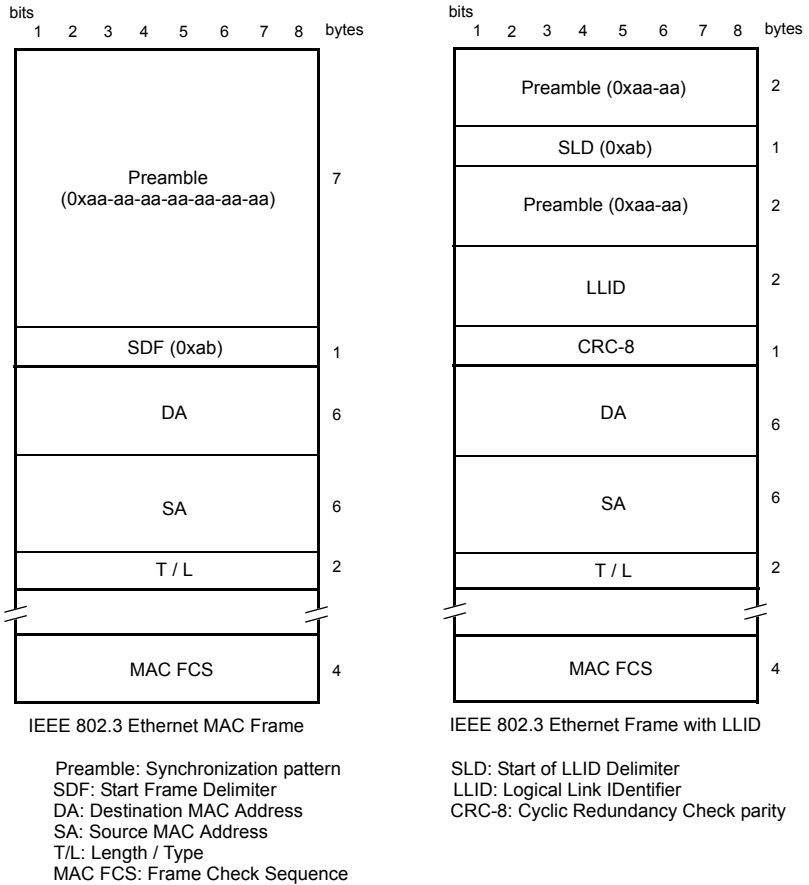 bits
1 2 3 4 5 6 7 8 bytes
Preamble
(0xaa-aa-aa-aa-aa-aa-aa)
7
SDF (0xab)
1
DA
6
SA
6
T / L
2
MAC FCS
4
IEEE 802.3 Ethernet MAC Frame
Preamble: Synchronization pattern
SDF: Start Frame Delimiter
DA: Destination MAC Address
SA: Source MAC Address
T/L: Length / Type
MAC FCS: Frame Check Sequence
bits
1 2 3 4 5 6 7 8 bytes
Preamble (0xaa-aa)
2
SLD (0xab)
1
Preamble (0xaa-aa)
2
LLID
2
CRC-8
1
DA
6
SA
6
T / L
2
MAC FCS
4
IEEE 802.3 Ethernet Frame with LLID
SLD: Start of LLID Delimiter
LLID: Logical Link IDentifier
CRC-8: Cyclic Redundancy Check parity